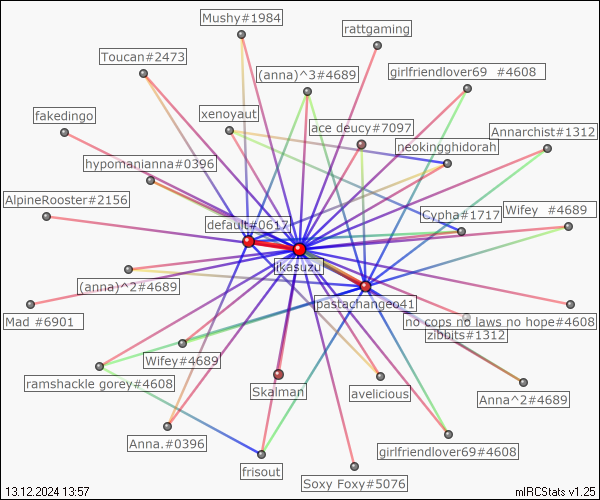 Mushy#1984
rattgaming
Toucan#2473
(anna)^3#4689
girlfriendlover69 #4608
fakedingo
xenoyaut
ace deucy#7097
Annarchist#1312
neokingghidorah
hypomanianna#0396
AlpineRooster#2156
default#0617
Cypha#1717
Wifey #4689
jikasuzu
(anna)^2#4689
pastachangeo41
Mad #6901
no cops no laws no hope#4608
zibbits#1312
Wifey#4689
ramshackle gorey#4608
Skalman
avelicious
Anna^2#4689
Anna.#0396
girlfriendlover69#4608
frisout
Soxy Foxy#5076
13.12.2024 13:57
mIRCStats v1.25